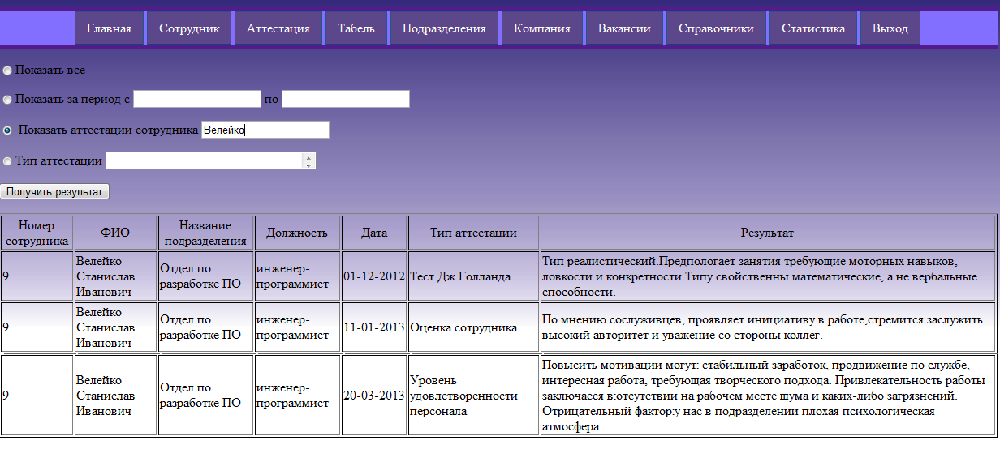 Главная Сотрудник Аттестация Табель Подразделения Компания Вакансии Справочники Статистика Выход
Показать все
Показать за период с по
Показать аттестации сотрудника Велейко
Тип аттестации
Получить результат
Номер сотрудника ФИО Название подразделения Должность Дата Тип аттестации Результат
9 Велейко Станислав Иванович Отдел по разработке ПО инженер-программист 01-12-2012 Тест Дж.Голланда Тип реалистический.Предпологает занятия требующие моторных навыков, ловкости и конкретности.Типу свойственны математические, а не вербальные способности.
9 Велейко Станислав Иванович Отдел по разработке ПО инженер-программист 11-01-2013 Оценка сотрудника По мнению сослуживцев, проявляет инициативу в работе,стремится заслужить высокий авторитет и уважение со стороны коллег.
9 Велейко Станислав Иванович Отдел по разработке ПО инженер-программист 20-03-2013 Уровень удовлетворенности персонала Повысить мотивации могут: стабильный заработок, продвижение по службе, интересная работа, требующая творческого подхода. Привлекательность работы заключаеся в:отсутствии на рабочем месте шума и каких-либо загрязнений. Отрицательный фактор:у нас в подразделении плохая психологическая атмосфера.